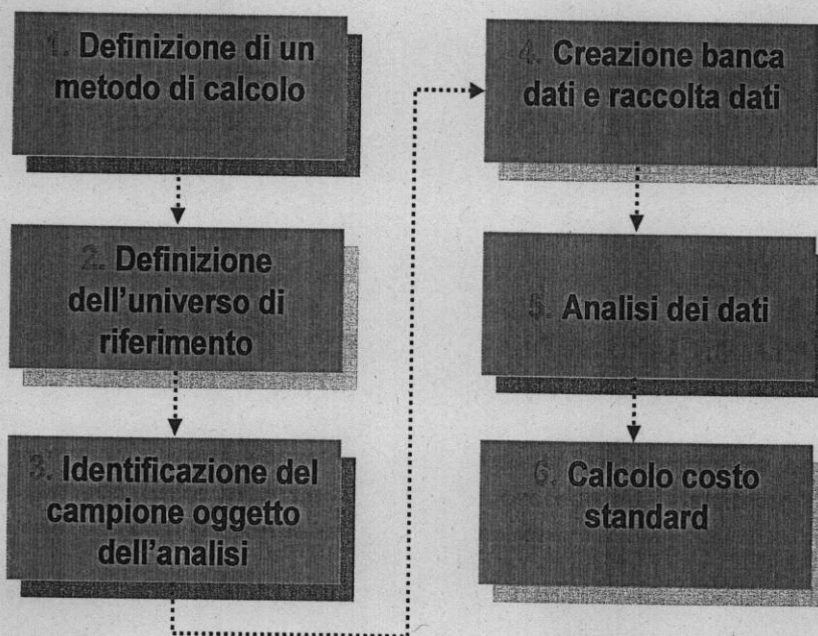 1. Definizione di un
metodo di calcolo
2. Definizione
dell'universo di
riferimento
3. Identificazione del
campione oggetto
dell'analisi
4. Creazione banca
dati e raccolta dati
5. Analisi dei dati
6. Calcolo costo
standard